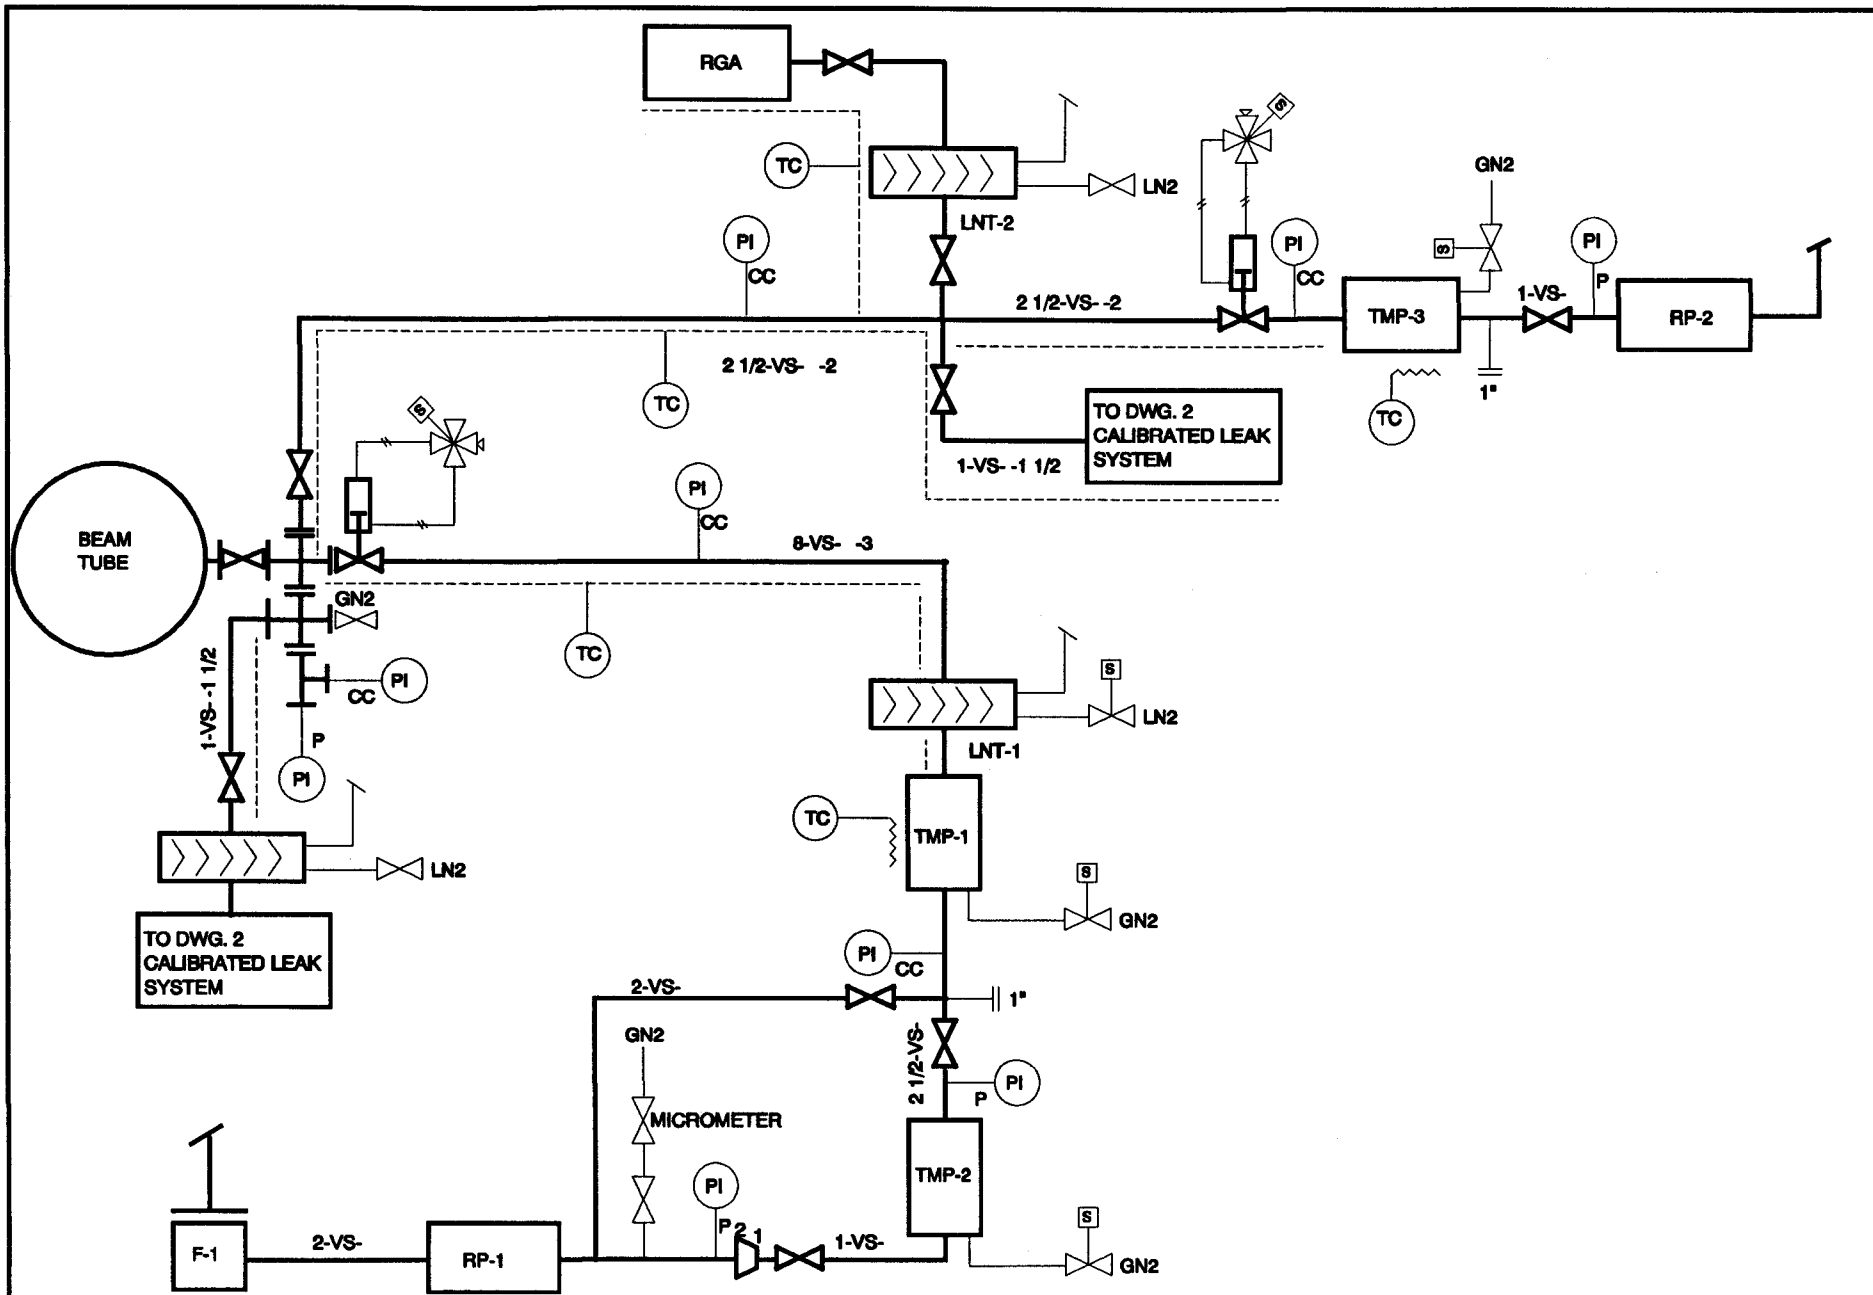 RGA
S
TC
LN2
GN2
LNT-2
PI
CC
PI
CC
S
PI
P
1-VS-
2 1/2-VS- -2
TMP-3
RP-2
2 1/2-VS- -2
TC
1"
TC
S
TO DWG. 2
CALIBRATED LEAK
SYSTEM
1-VS- -1 1/2
PI
CC
BEAM
TUBE
8-VS- -3
GN2
TC
1-VS- -1 1/2
CC
PI
S
LN2
P
LNT-1
PI
TC
TMP-1
LN2
S
GN2
TO DWG. 2
CALIBRATED LEAK
SYSTEM
PI
CC
2-VS-
1"
GN2
2 1/2-VS-
PI
P
MICROMETER
TMP-2
PI
P
2
1
S
F-1
2-VS-
RP-1
1-VS-
GN2